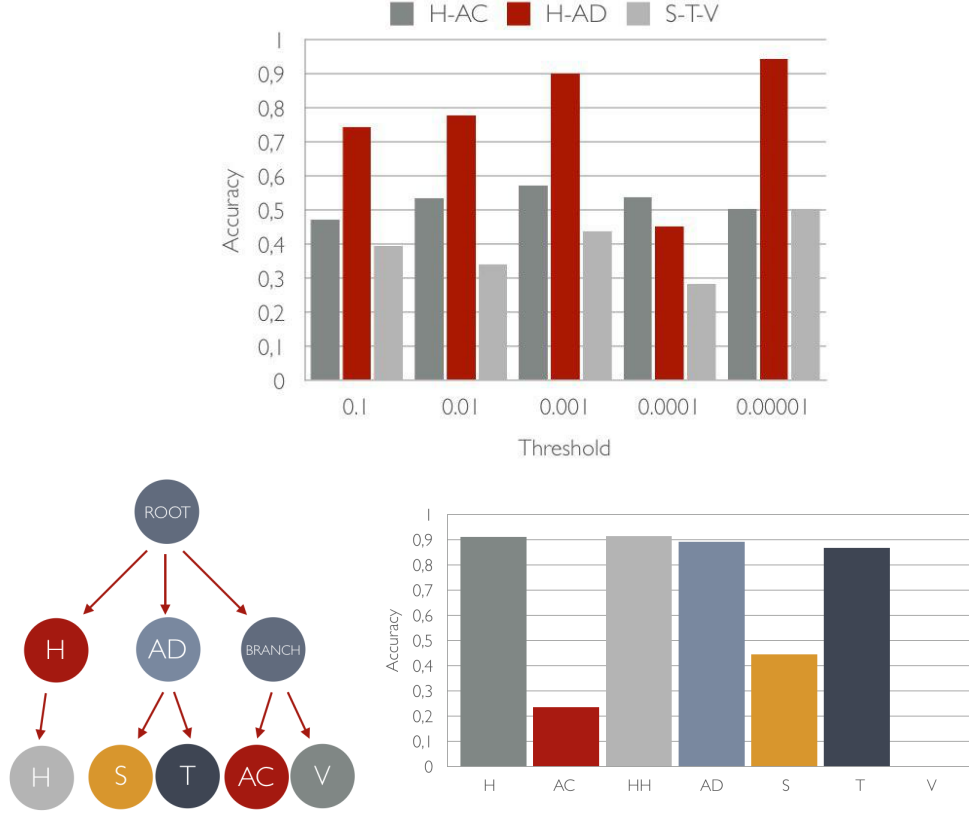 H-AC H-AD S-T-V
1
0,9
0,8
0,7
0,6
0,5
0,4
0,3
0,2
0,1
0
Accuracy
0.1 0.01 0.001 0.0001 0.00001
Threshold
ROOT
H AD BRANCH
H S T AC V
1
0,9
0,8
0,7
0,6
0,5
0,4
0,3
0,2
0,1
0
Accuracy
H AC HH AD S T V